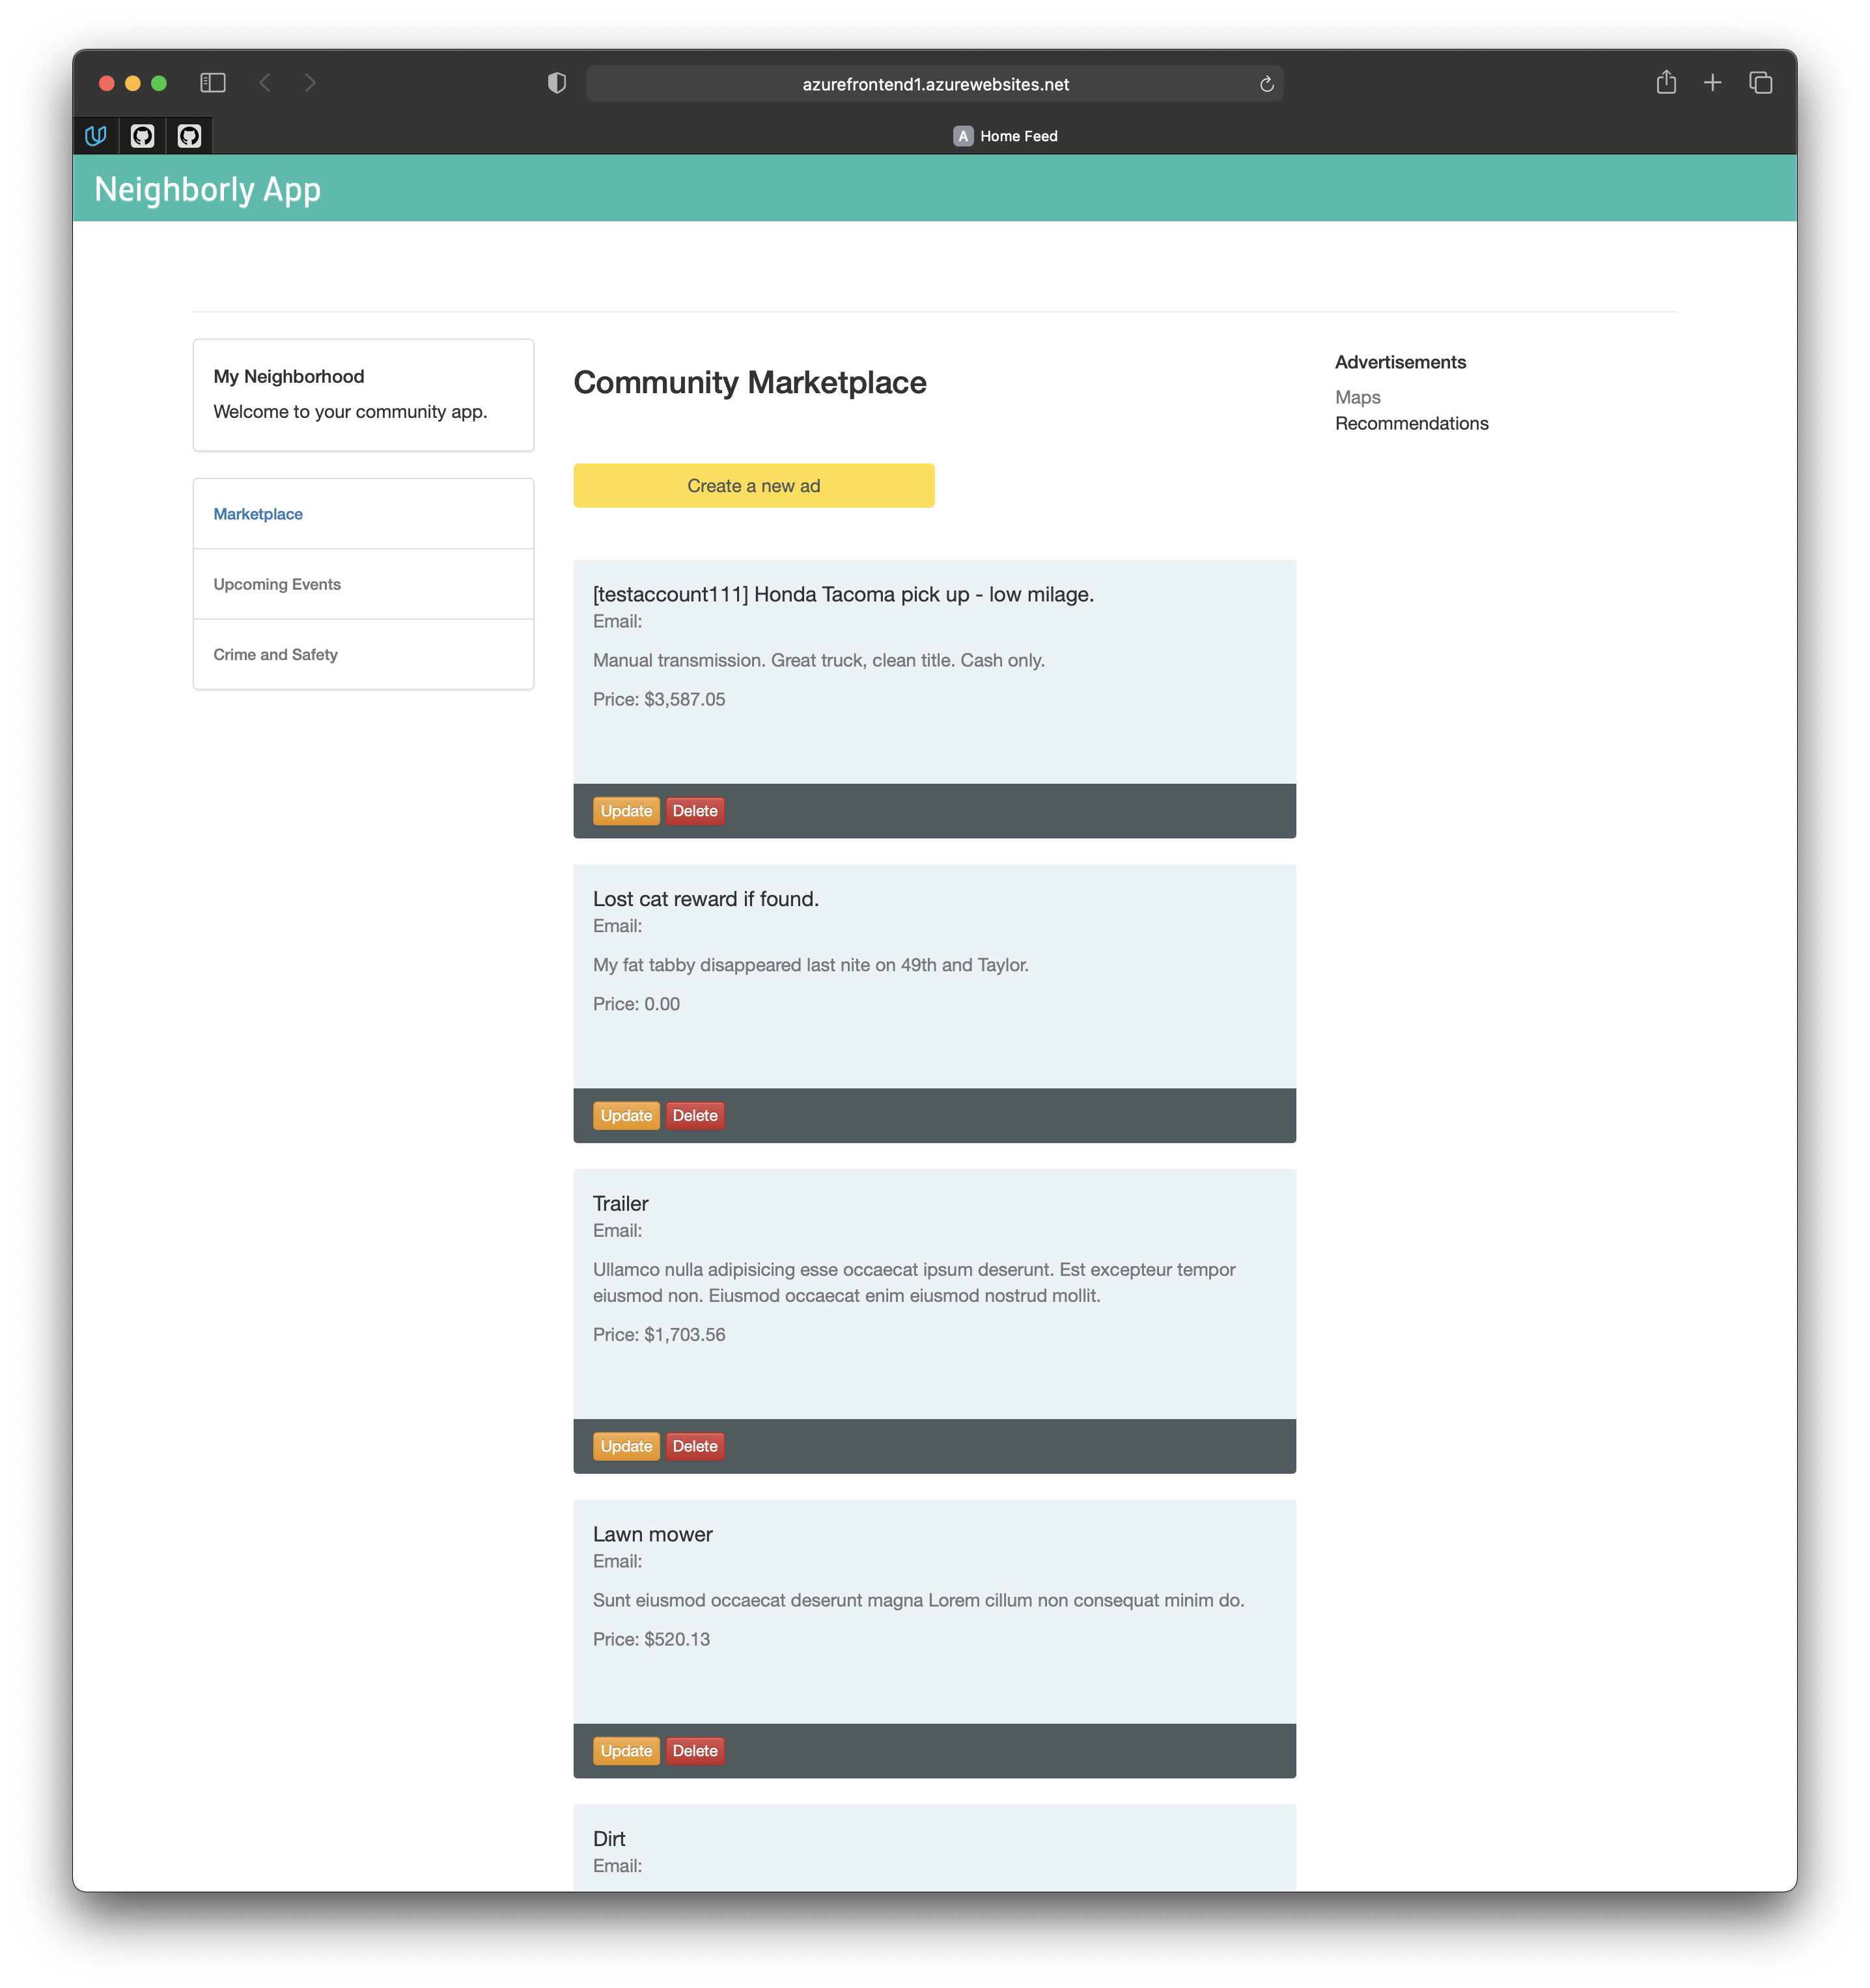 azurefrontend1.azurewebsites.net
A Home Feed
Neighborly App
My Neighborhood
Welcome to your community app.
Marketplace
Upcoming Events
Crime and Safety
Community Marketplace
Create a new ad
[testaccount111] Honda Tacoma pick up - low milage.
Email:
Manual transmission. Great truck, clean title. Cash only.
Price: $3,587.05
Update Delete
Lost cat reward if found.
Email:
My fat tabby disappeared last nite on 49th and Taylor.
Price: 0.00
Update Delete
Trailer
Email:
Ullamco nulla adipisicing esse occaecat ipsum deserunt. Est excepteur tempor
eiusmod non. Eiusmod occaecat enim eiusmod nostrud mollit.
Price: $1,703.56
Update Delete
Lawn mower
Email:
Sunt eiusmod occaecat deserunt magna Lorem cillum non consequat minim do.
Price: $520.13
Update Delete
Dirt
Email:
Advertisements
Maps
Recommendations